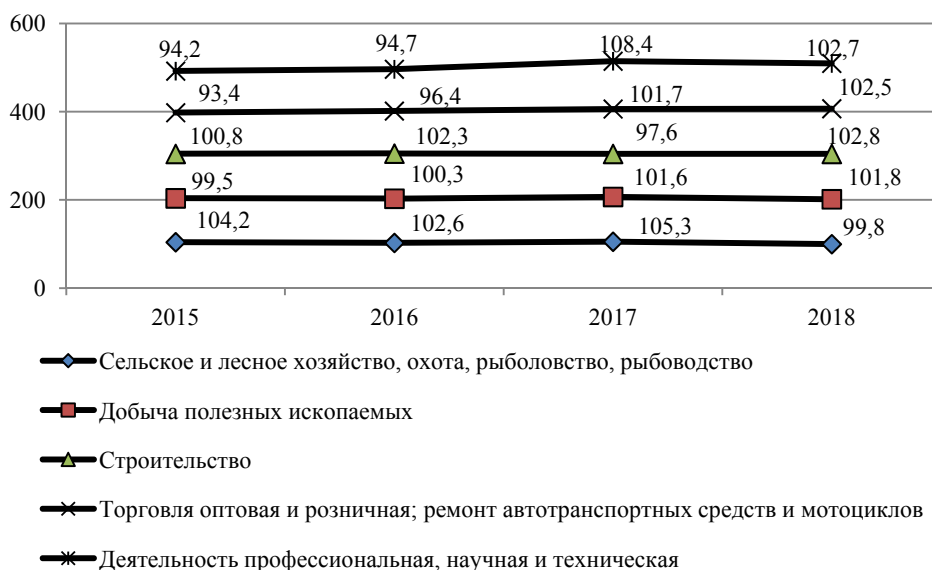 600
94,2 94,7 108,4 102,7
93,4 96,4 101,7 102,5
400
100,8 102,3 97,6 102,8
99,5 100,3 101,6 101,8
200
104,2 102,6 105,3 99,8
0
2015 2016 2017 2018
Сельское и лесное хозяйство, охота, рыболовство, рыбоводство
Добыча полезных ископаемых
Строительство
Торговля оптовая и розничная; ремонт автотранспортных средств и мотоциклов
Деятельность профессиональная, научная и техническая